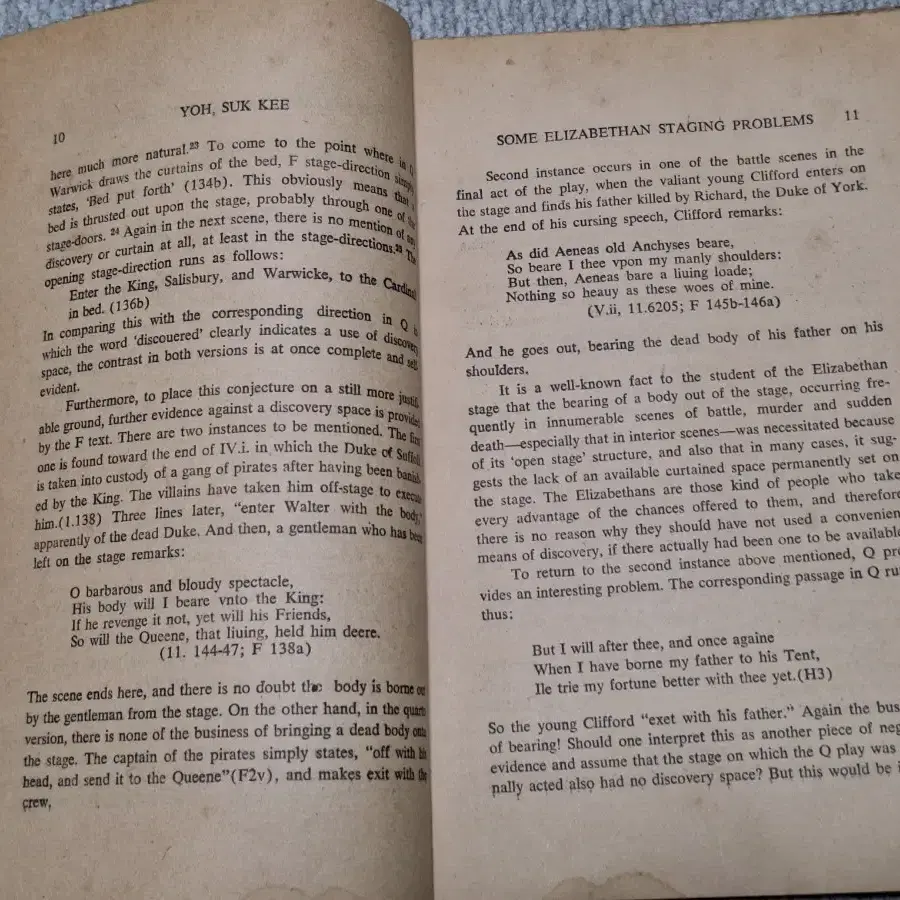 10
YOH, SUK KEE
here much more natural.²³ To come to the point where
Warwick draws the curtains of the bed, F stage-direction simply
states, 'Bed put forth' (134b). This obviously means that a
bed is thrusted out upon the stage, probably through one of the
stage-doors. ²⁴ Again in the next scene, there is no mention of any
discovery or curtain at all, at least in the stage-directions.²⁵ The
opening stage-direction runs as follows:
Enter the King, Salisbury, and Warwicke, to the Cardinal
in bed. (136b)
In comparing this with the corresponding direction in Q in
which the word 'discouered' clearly indicates a use of discovery
space, the contrast in both versions is at once complete and self
evident.
Furthermore, to place this conjecture on a still more justifi
able ground, further evidence against a discovery space is provided
by the F text. There are two instances to be mentioned. The first
one is found toward the end of IV.i. in which the Duke of Suffolk
is taken into custody of a gang of pirates after having been banish
ed by the King. The villains have taken him off-stage to execute
him.(1.138) Three lines later, "enter Walter with the body,"
apparently of the dead Duke. And then, a gentleman who has been
left on the stage remarks:
O barbarous and bloudy spectacle,
His body will I beare vnto the King:
If he revenge it not, yet will his Friends,
So will the Queene, that liuing, held him deere.
(11. 144-47; F 138a)
The scene ends here, and there is no doubt the body is borne out
by the gentleman from the stage. On the other hand, in the quarto
version, there is none of the business of bringing a dead body onto
the stage. The captain of the pirates simply states, "off with his
head, and send it to the Queene"(F2v), and makes exit with the
crew,
SOME ELIZABETHAN STAGING PROBLEMS
11
Second instance occurs in one of the battle scenes in the
final act of the play, when the valiant young Clifford enters on
the stage and finds his father killed by Richard, the Duke of York.
At the end of his cursing speech, Clifford remarks:
As did Aeneas old Anchyses beare,
So beare I thee vpon my manly shoulders:
But then, Aeneas bare a liuing loade;
Nothing so heauy as these woes of mine.
(V.ii, 11.6205; F 145b-146a)
And he goes out, bearing the dead body of his father on his
shoulders.
It is a well-known fact to the student of the Elizabethan
stage that the bearing of a body out of the stage, occurring fre-
quently in innumerable scenes of battle, murder and sudden
death—especially that in interior scenes—was necessitated because
of its 'open stage' structure, and also that in many cases, it sug-
gests the lack of an available curtained space permanently set on
the stage. The Elizabethans are those kind of people who take
every advantage of the chances offered to them, and therefore
there is no reason why they should have not used a convenien
means of discovery, if there actually had been one to be available
To return to the second instance above mentioned, Q pro
vides an interesting problem. The corresponding passage in Q ru
thus:
But I will after thee, and once againe
When I have borne my father to his Tent,
Ile trie my fortune better with thee yet.(H3)
So the young Clifford "exet with his father." Again the bus
of bearing! Should one interpret this as another piece of neg
evidence and assume that the stage on which the Q play was
nally acted also had no discovery space? But this would be i